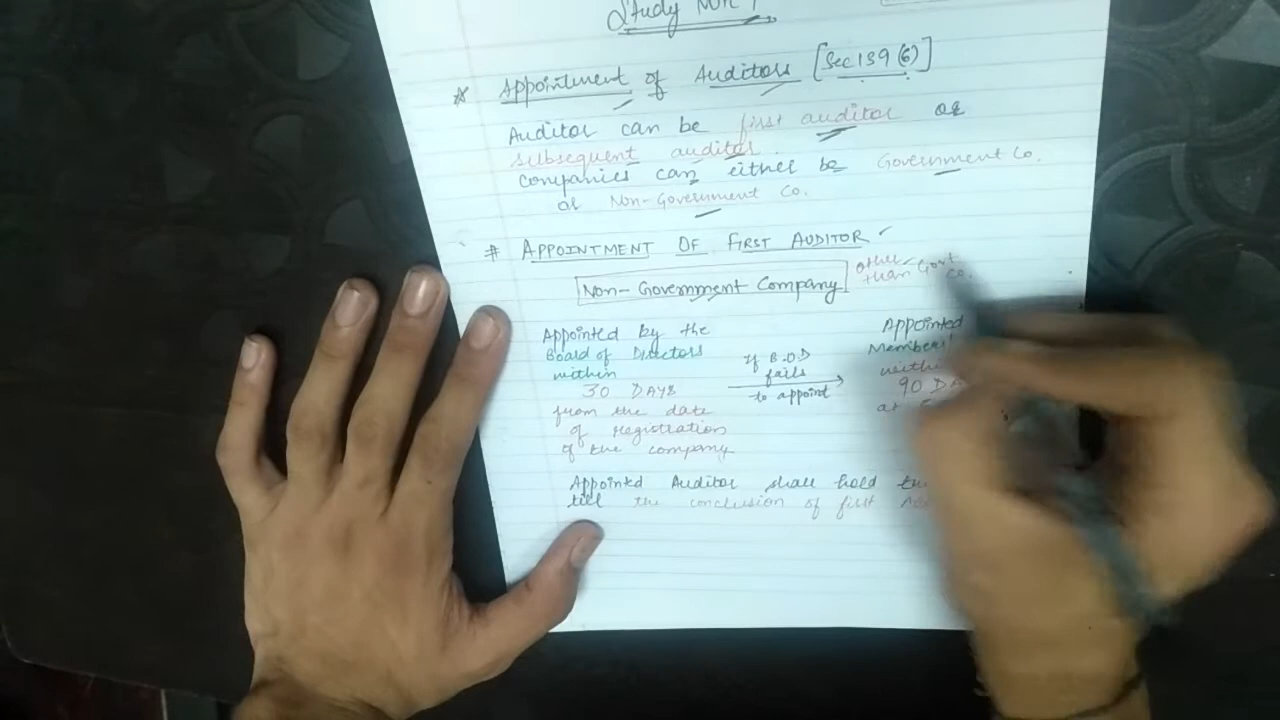 Study
* Appointment of Auditors [Sec 139 (6)]
Auditor can be first auditor or
subsequent auditor.
companies can either be Government Co.
or Non-Government Co.
# APPOINTMENT OF FIRST AUDITOR
Non-Government Company other than Govt Co.
Appointed by the
Board of Directors
within
30 DAYS
from the date
of registration
of the company
If B.O.D
fails
to appoint
Appointed
Members
within
90 DA
at
Appointed Auditor shall hold
till the conclusion of first